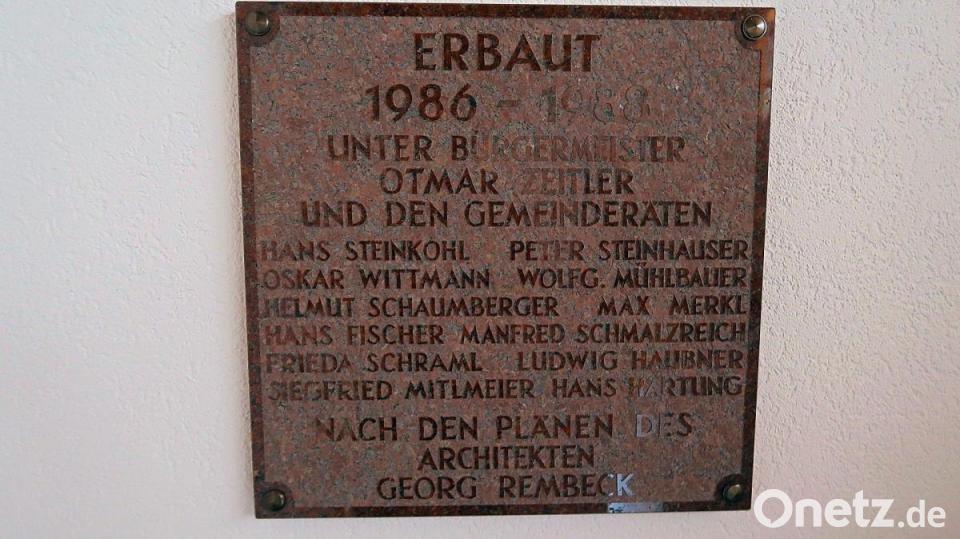 ERBAUT
1986 - 1988
UNTER BÜRGERMEISTER
OTMAR ZEITLER
UND DEN GEMEINDERÄTEN
HANS STEINKOHL PETER STEINHAUSER
OSKAR WITTMANN WOLFG. MÜHLBAUER
HELMUT SCHAUMBERGER MAX MERKL
HANS FISCHER MANFRED SCHMALZREICH
FRIEDA SCHRAML LUDWIG HAUBNER
SIEGFRIED MITLMEIER HANS HARTUNG
NACH DEN PLÄNEN DES
ARCHITEKTEN
GEORG REMBECK
Onetz.de